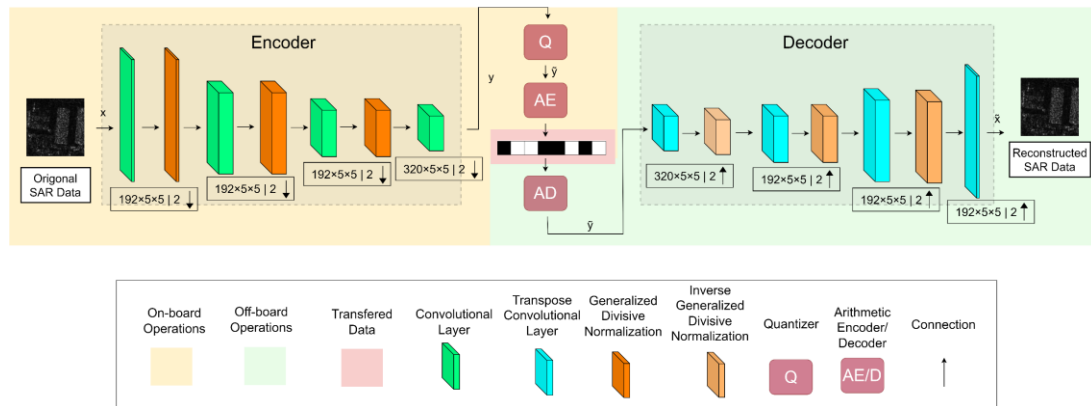 Encoder
Decoder
x
y
Q
ŷ
AE
AD
ŷ
x̂
Origonal
SAR Data
192×5×5 | 2
192×5×5 | 2
192×5×5 | 2
320×5×5 | 2
320×5×5 | 2
192×5×5 | 2
192×5×5 | 2
192×5×5 | 2
Reconstructed
SAR Data
On-board
Operations
Off-board
Operations
Transfered
Data
Convolutional
Layer
Transpose
Convolutional
Layer
Generalized
Divisive
Normalization
Inverse
Generalized
Divisive
Normalization
Quantizer
Q
Arithmetic
Encoder/
Decoder
AE/D
Connection